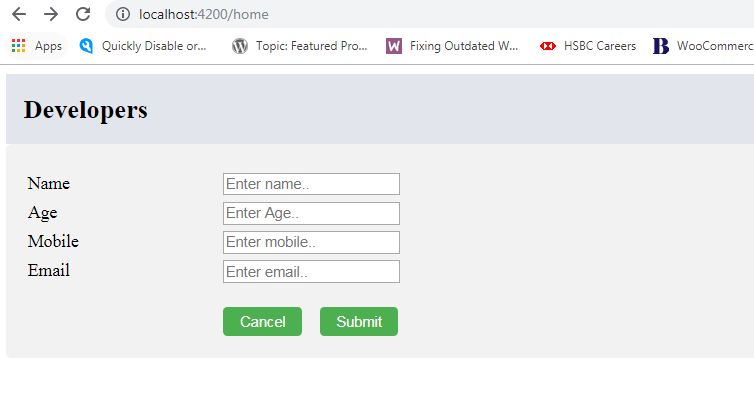 localhost:4200/home
Apps Quickly Disable or... Topic: Featured Pro... Fixing Outdated W... HSBC Careers B WooCommerc
Developers
Name Enter name..
Age Enter Age..
Mobile Enter mobile..
Email Enter email..
Cancel Submit